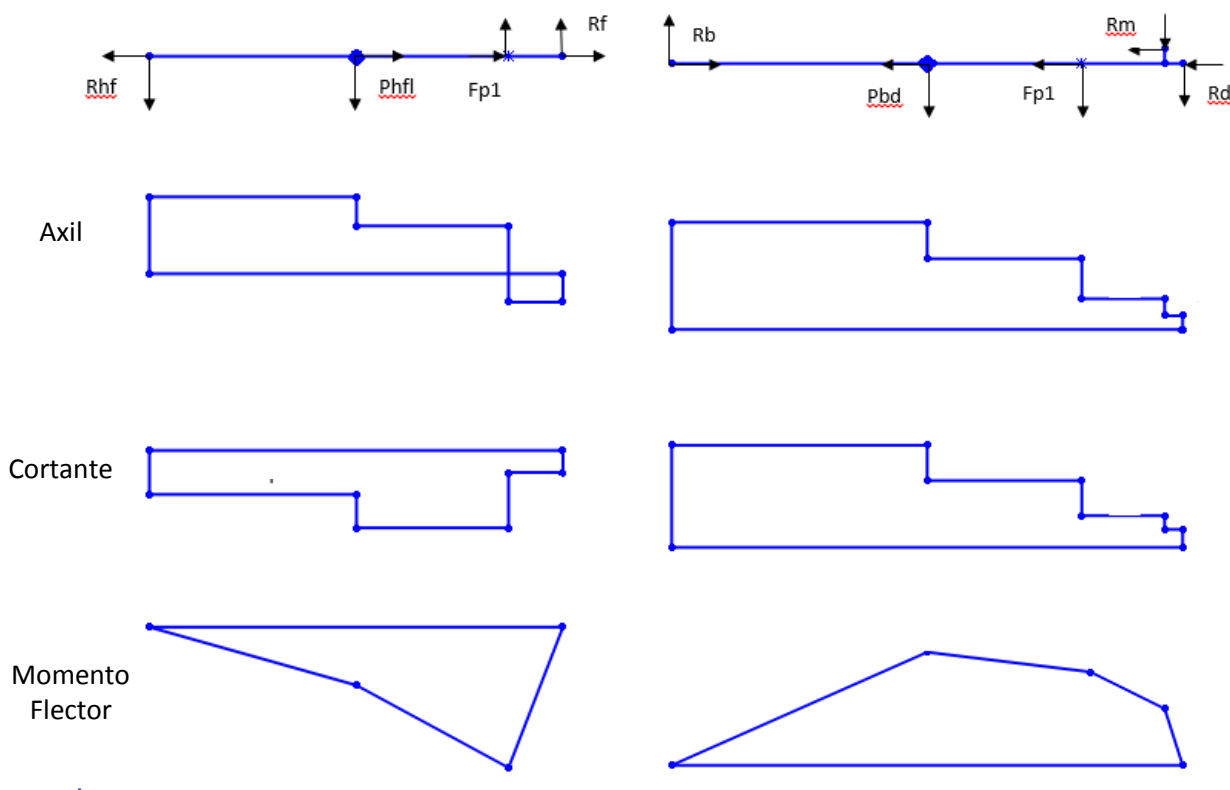 Rf
Rhf
Phfl
Fp1
Rb
Rm
Pbd
Fp1
Rd
Axil
Cortante
Momento
Flector